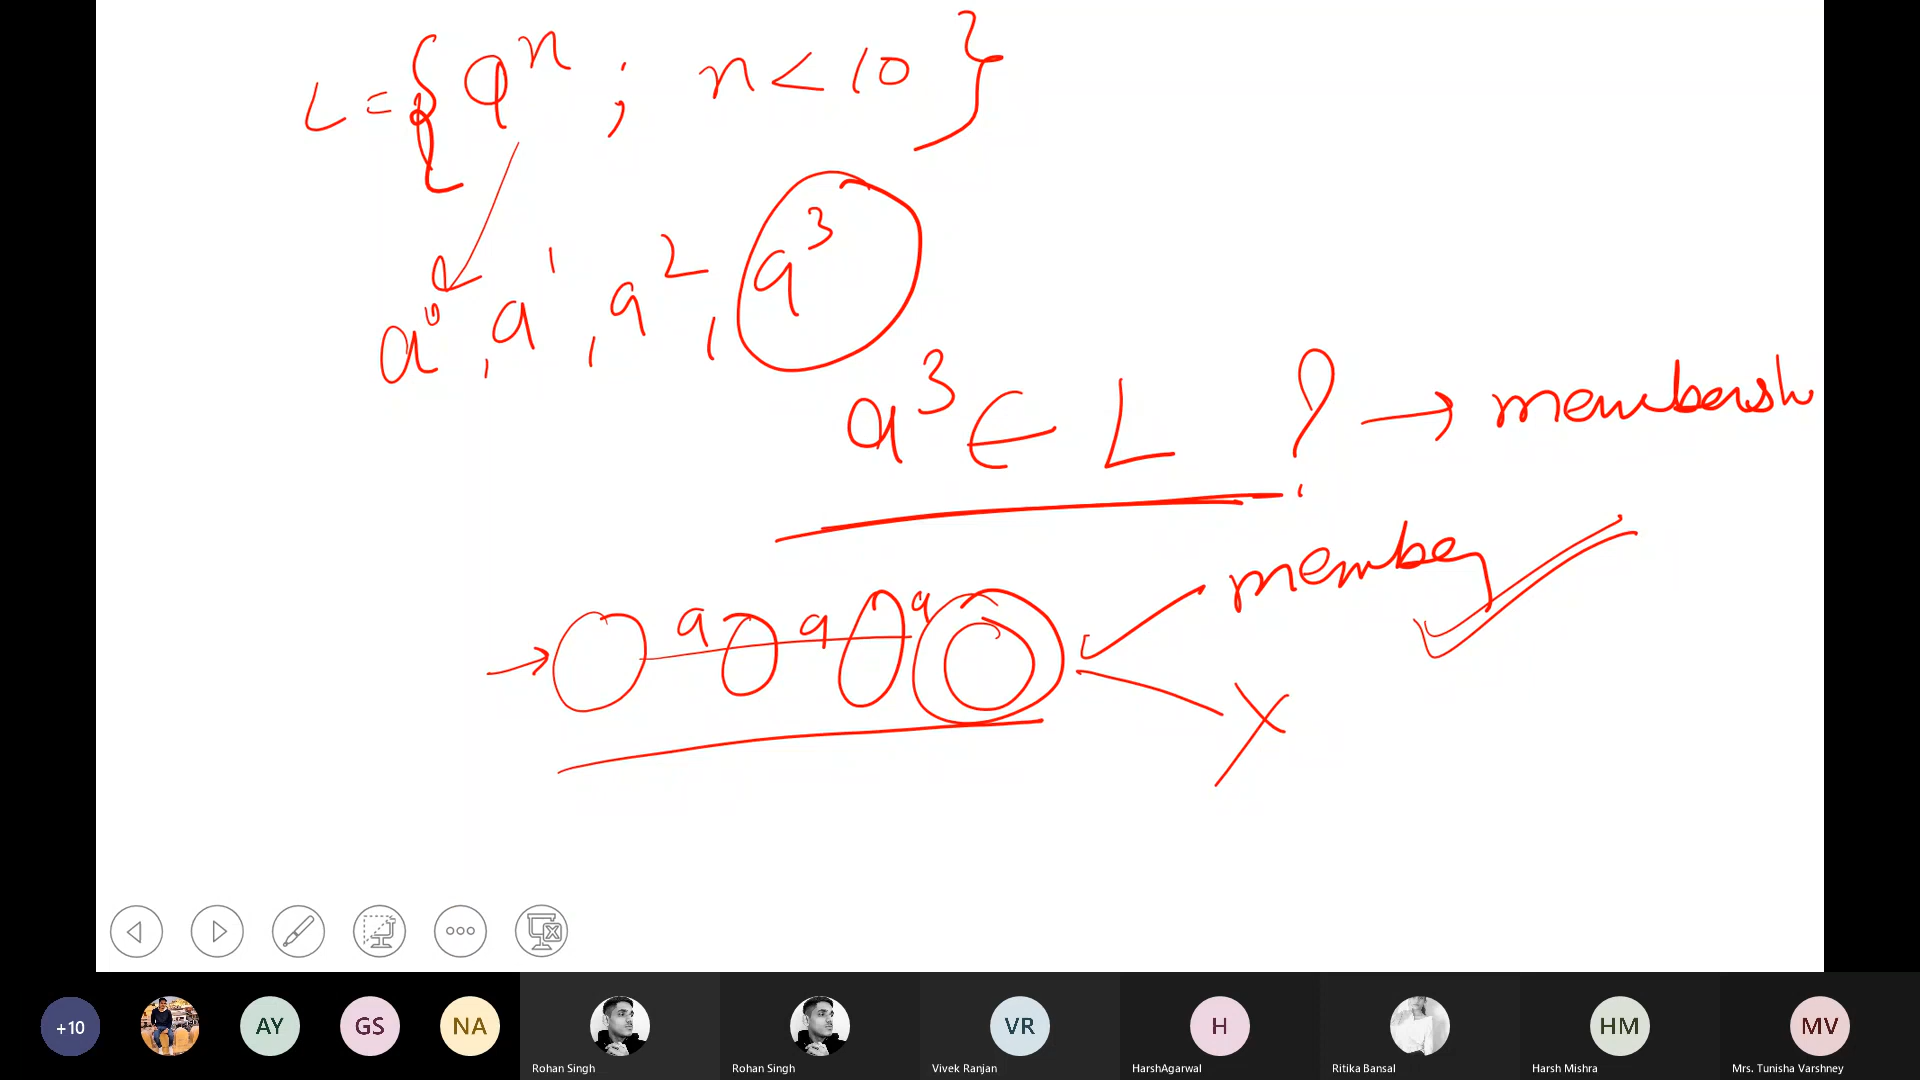 L = { a^n ; n < 10 }
a^0, a^1, a^2, a^3
a^3 ∈ L ? → membersh
member
a a a
X
+10 AY GS NA VR H HM MV
Rohan Singh Rohan Singh Vivek Ranjan HarshAgarwal Ritika Bansal Harsh Mishra Mrs. Tunisha Varshney